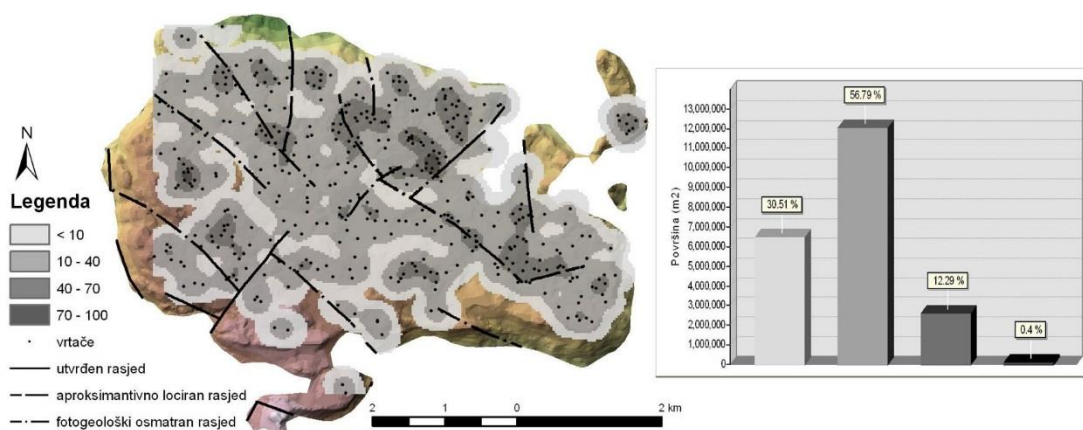 N
Legenda
< 10
10 - 40
40 - 70
70 - 100
vrtače
utvrđen rasjed
aproksimantivno lociran rasjed
fotogeološki osmatran rasjed
2 1 0 2 km
Površina (m2)
13,000,000
12,000,000
11,000,000
10,000,000
9,000,000
8,000,000
7,000,000
6,000,000
5,000,000
4,000,000
3,000,000
2,000,000
1,000,000
0
30.51 %
56.79 %
12.29 %
0.4 %